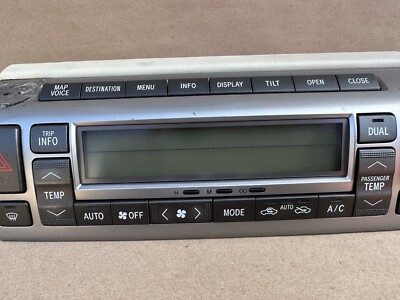 MAP VOICE DESTINATION MENU INFO DISPLAY TILT OPEN CLOSE
TRIP INFO
DUAL
TEMP
PASSENGER TEMP
H M
AUTO OFF MODE AUTO A/C